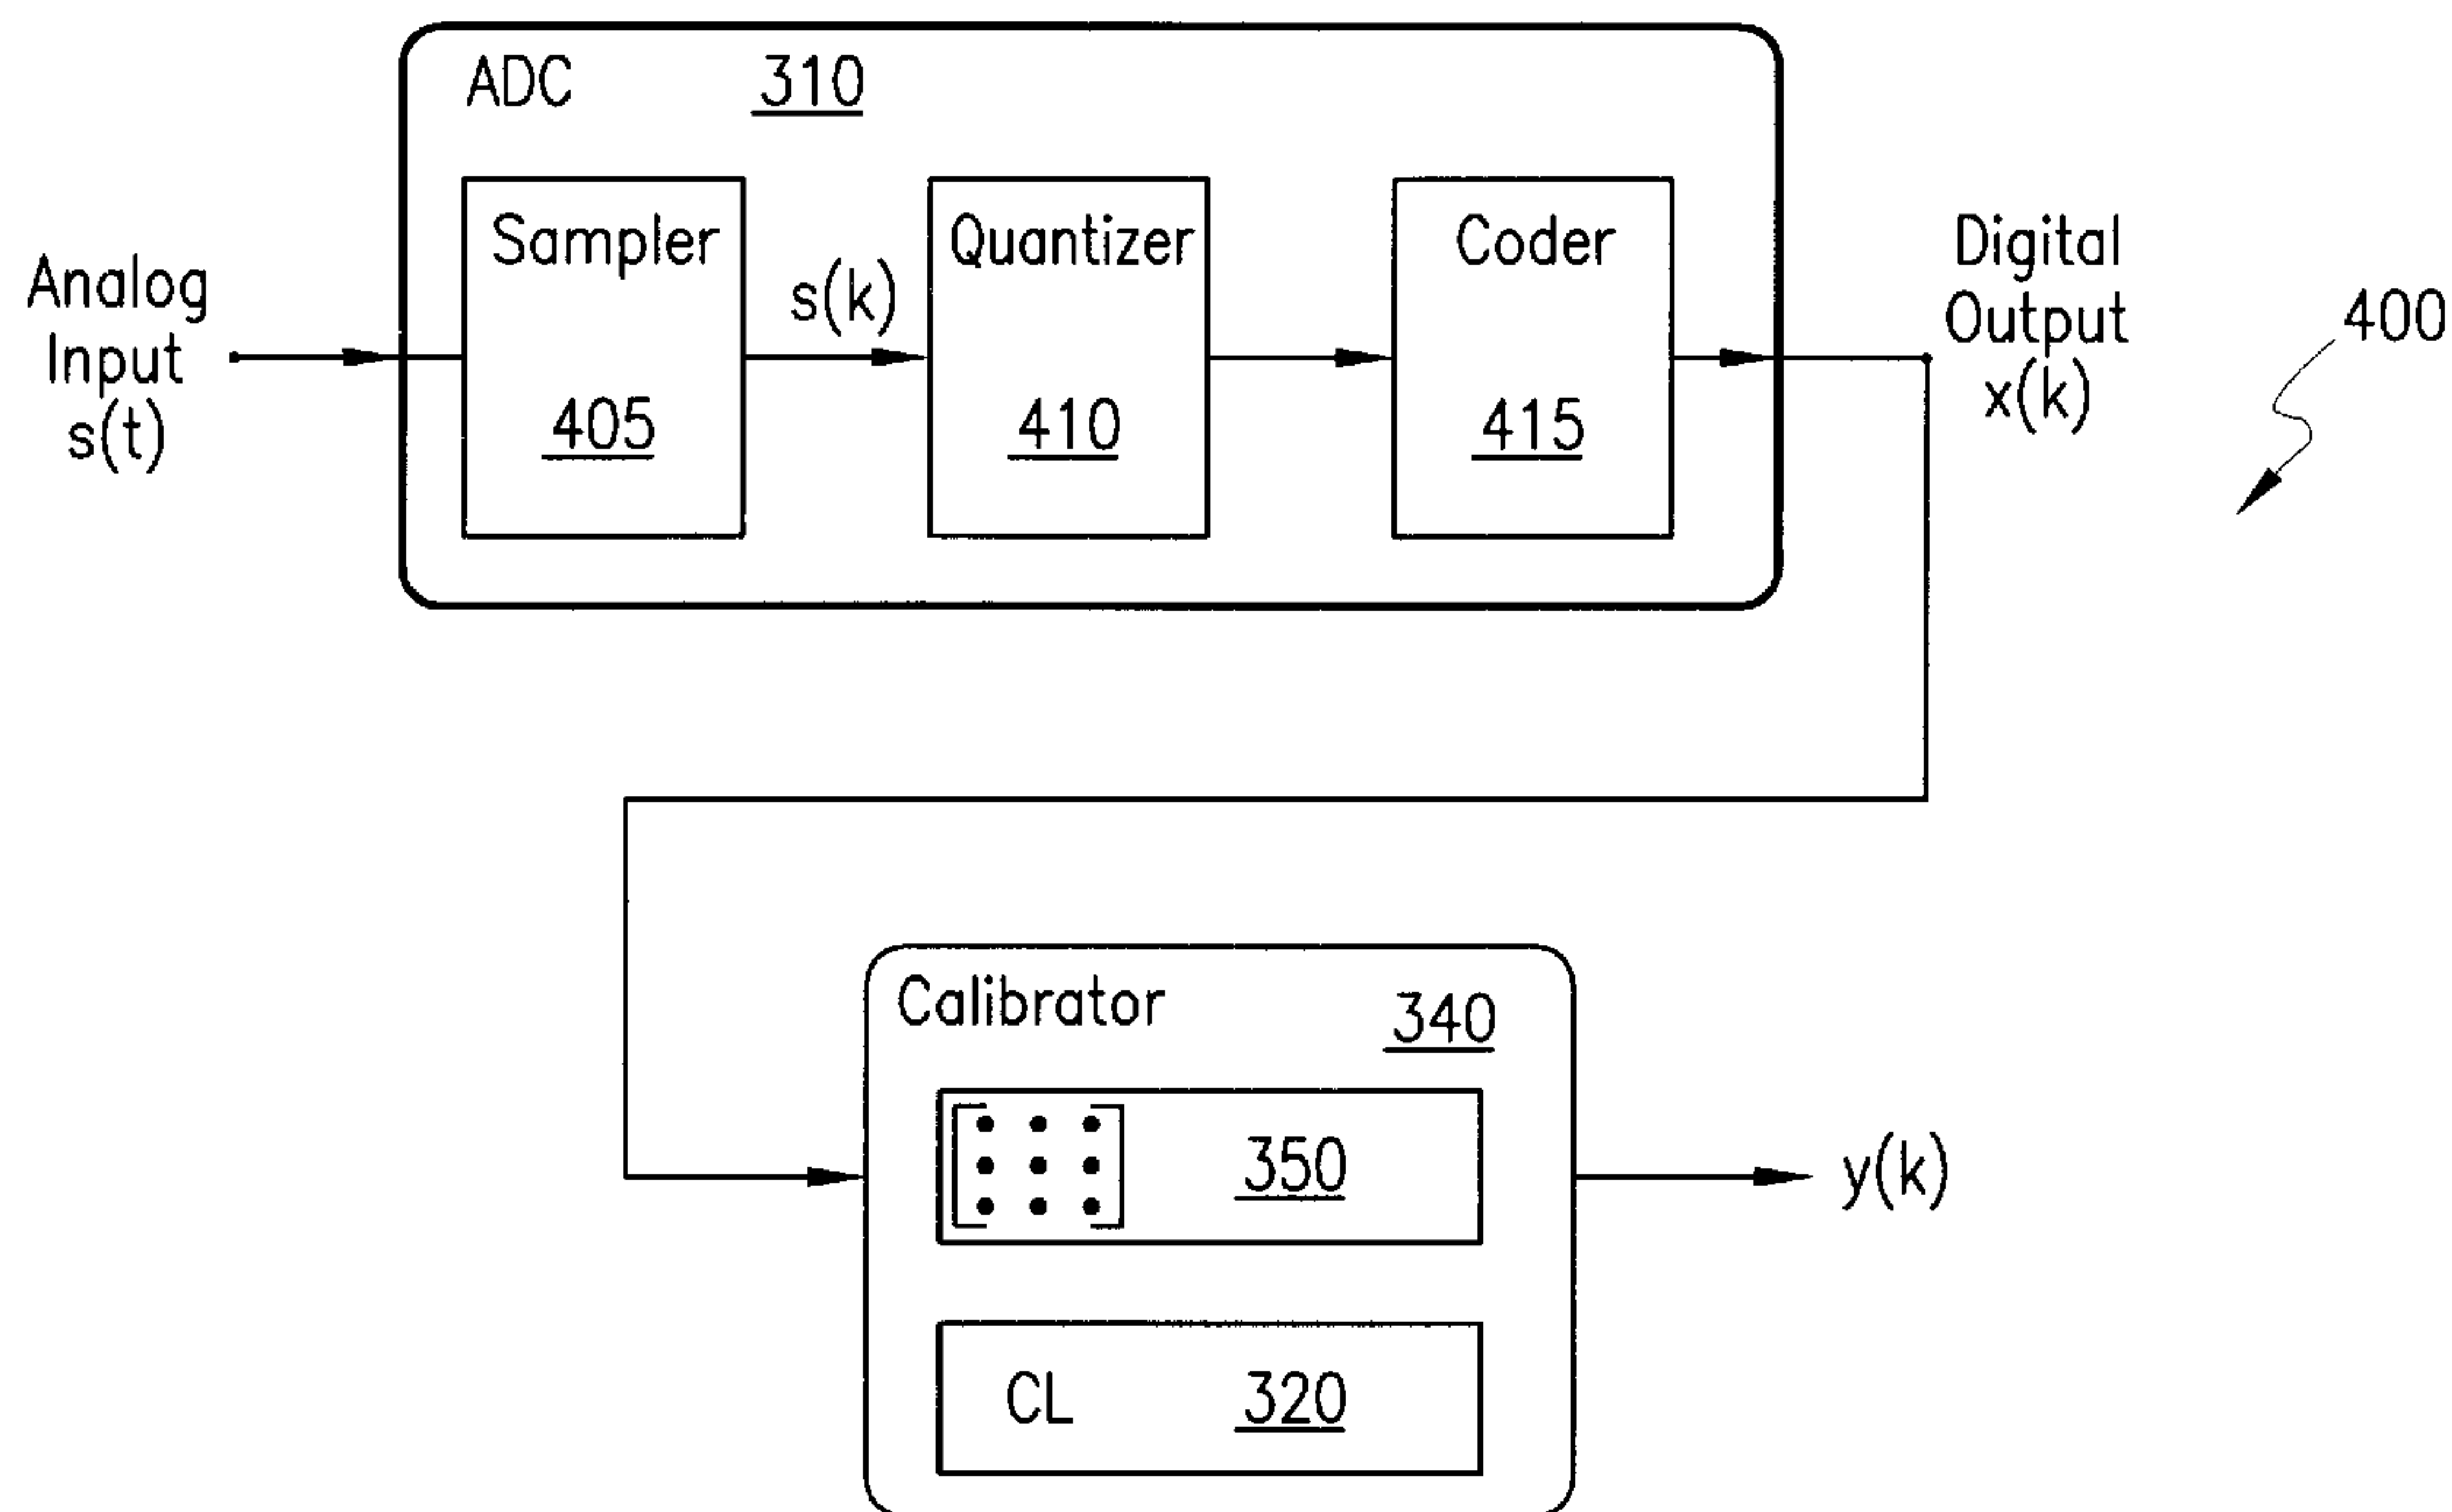 ADC 310
Sampler
Quantizer
Coder
Analog
Input
s(t)
s(k)
405
410
415
Digital
Output
x(k)
400
Calibrator 340
350
y(k)
CL 320